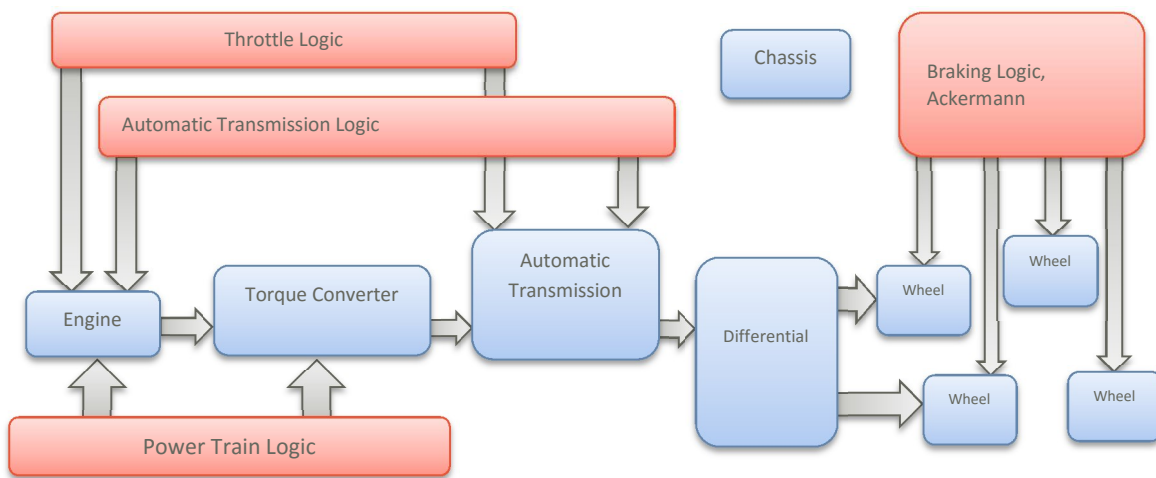 Throttle Logic
Chassis
Braking Logic,
Ackermann
Automatic Transmission Logic
Automatic
Transmission
Wheel
Wheel
Torque Converter
Engine
Differential
Wheel
Wheel
Power Train Logic